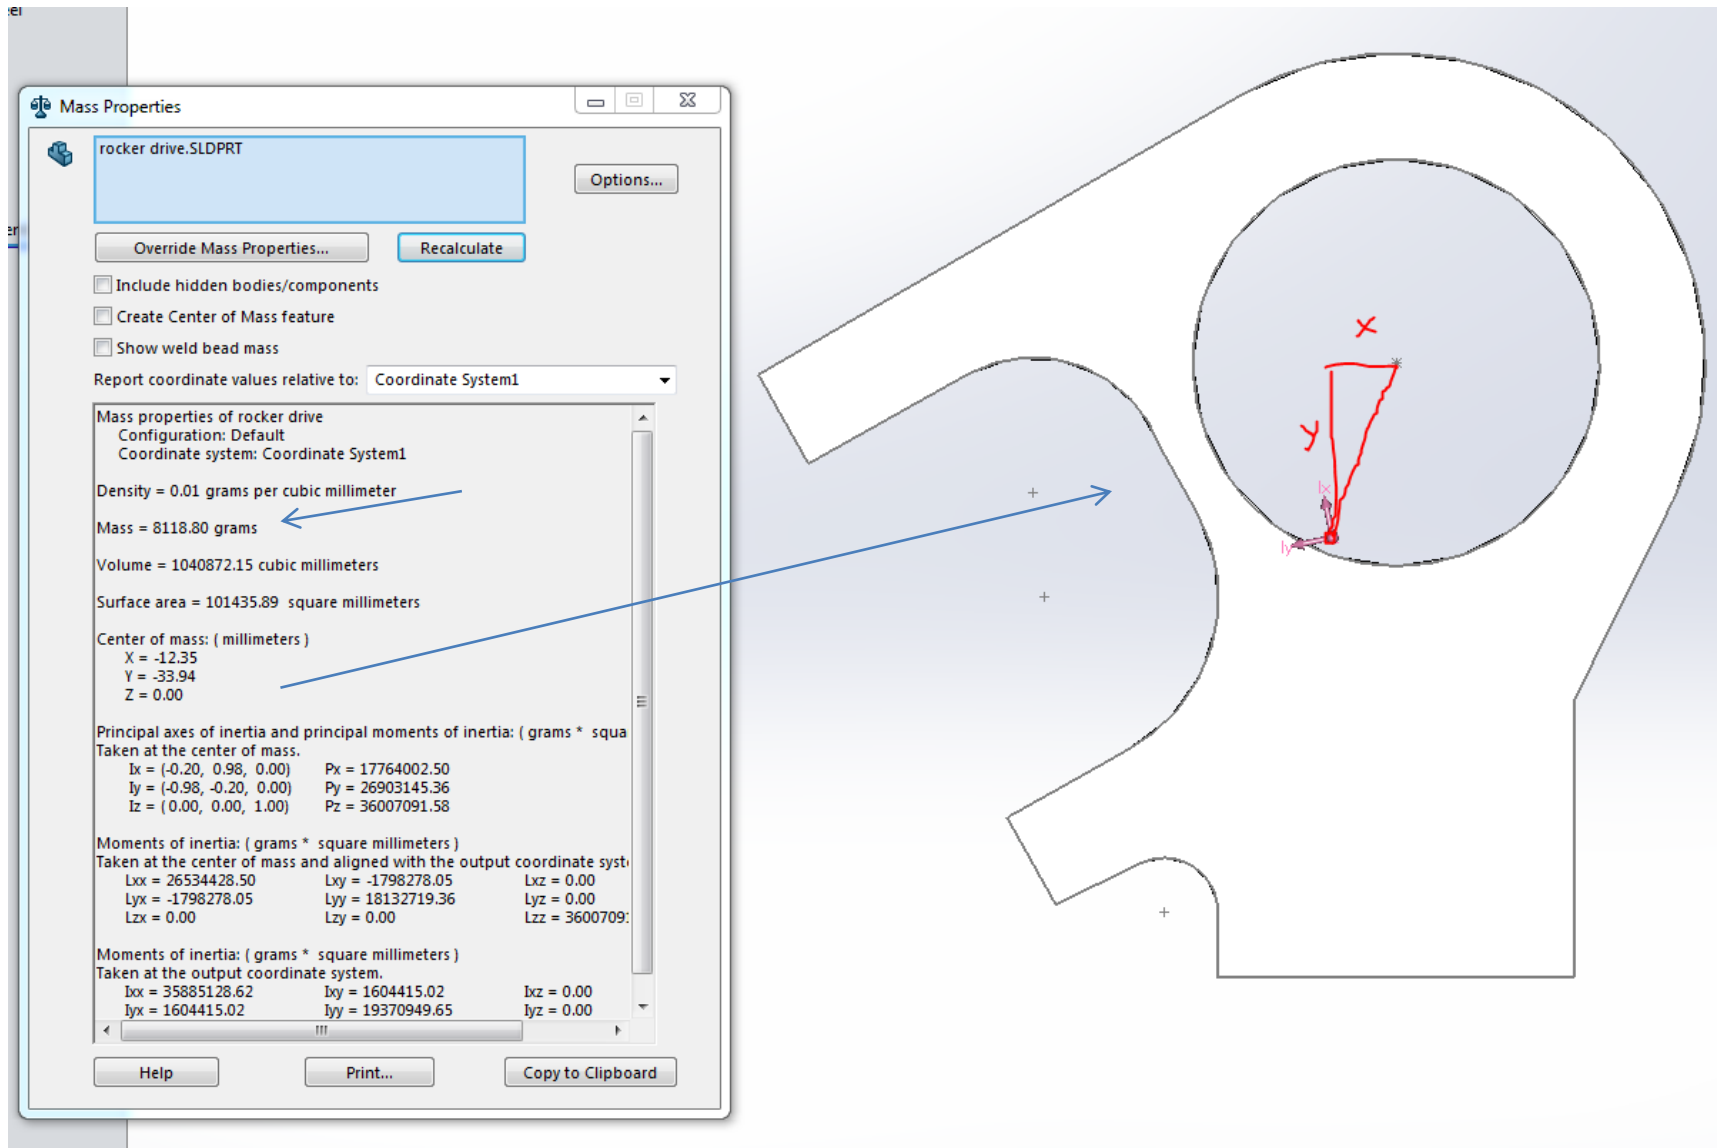 Mass Properties
rocker drive.SLDPRT
Options...
Override Mass Properties...
Recalculate
Include hidden bodies/components
Create Center of Mass feature
Show weld bead mass
Report coordinate values relative to: Coordinate System1
Mass properties of rocker drive
Configuration: Default
Coordinate system: Coordinate System1
Density = 0.01 grams per cubic millimeter
Mass = 8118.80 grams
Volume = 1040872.15 cubic millimeters
Surface area = 101435.89 square millimeters
Center of mass: ( millimeters )
X = -12.35
Y = -33.94
Z = 0.00
Principal axes of inertia and principal moments of inertia: ( grams * squa
Taken at the center of mass.
Ix = (-0.20, 0.98, 0.00) Px = 17764002.50
Iy = (-0.98, -0.20, 0.00) Py = 26903145.36
Iz = ( 0.00, 0.00, 1.00) Pz = 36007091.58
Moments of inertia: ( grams * square millimeters )
Taken at the center of mass and aligned with the output coordinate syst
Lxx = 26534428.50 Lxy = -1798278.05 Lxz = 0.00
Lyx = -1798278.05 Lyy = 18132719.36 Lyz = 0.00
Lzx = 0.00 Lzy = 0.00 Lzz = 3600709
Moments of inertia: ( grams * square millimeters )
Taken at the output coordinate system.
Ixx = 35885128.62 Ixy = 1604415.02 Ixz = 0.00
Iyx = 1604415.02 Iyy = 19370949.65 Iyz = 0.00
Help
Print...
Copy to Clipboard
x
y
Ix
Iy